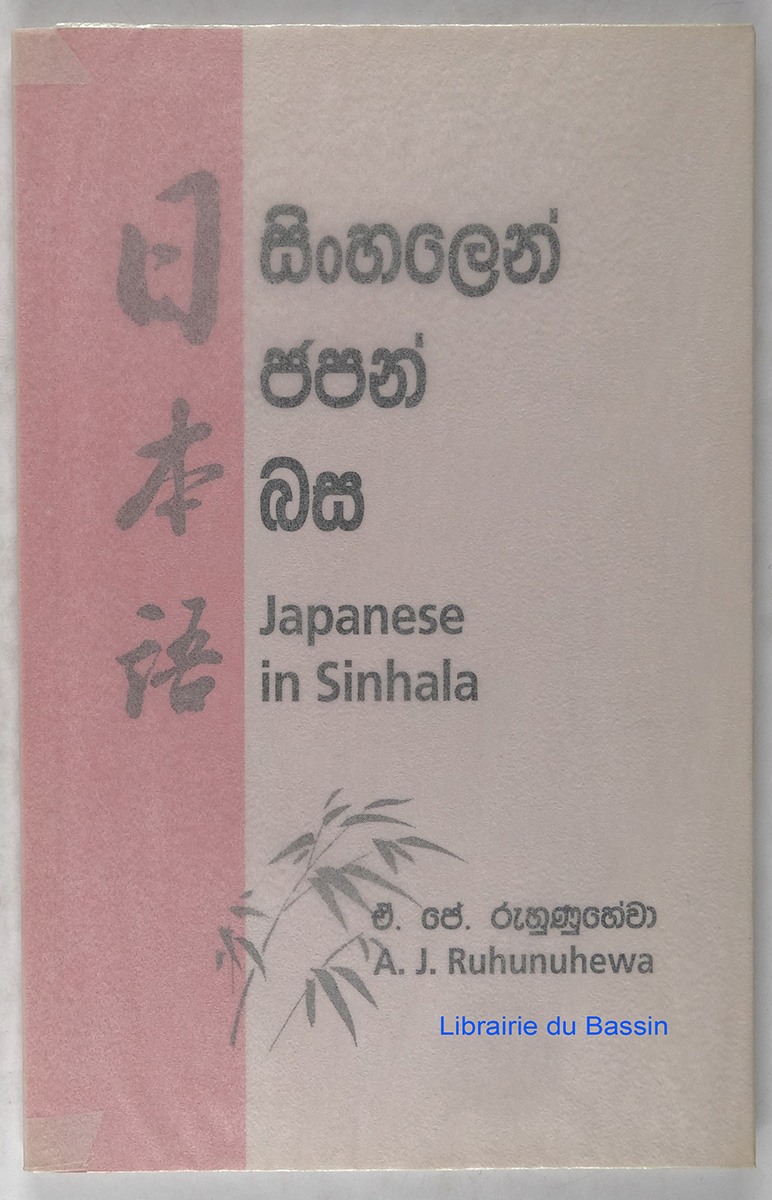 日本語
සිංහලෙන්
ජපන්
බස
Japanese
in Sinhala
ඒ. ජේ. රුහුණුහේවා
A. J. Ruhunuhewa
Librairie du Bassin